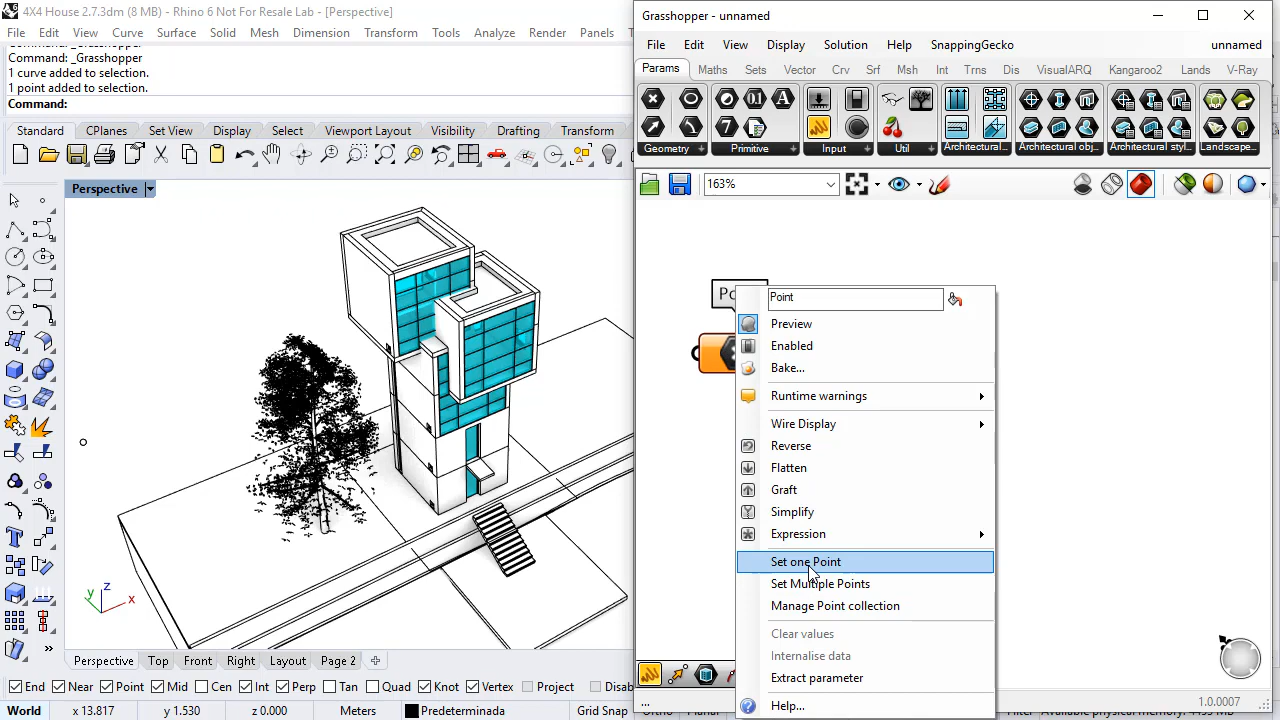 4X4 House 2.7.3dm (8 MB) - Rhino 6 Not For Resale Lab - [Perspective]
File Edit View Curve Surface Solid Mesh Dimension Transform Tools Analyze Render Panels
Command: _Grasshopper
Command: _Grasshopper
1 curve added to selection.
1 point added to selection.
Command:
Standard CPlanes Set View Display Select Viewport Layout Visibility Drafting Transform
Perspective
z
y
x
Perspective Top Front Right Layout Page 2
End Near Point Mid Cen Int Perp Tan Quad Knot Vertex Project Disab
World x 13.817 y 1.530 z 0.000 Meters Predeterminada Grid Snap
Grasshopper - unnamed
File Edit View Display Solution Help SnappingGecko unnamed
Params Maths Sets Vector Crv Srf Msh Int Trns Dis VisualARQ Kangaroo2 Lands V-Ray
Geometry Primitive Input Util Architectural... Architectural obj... Architectural styl... Landscape...
163%
Point
Preview
Enabled
Bake...
Runtime warnings
Wire Display
Reverse
Flatten
Graft
Simplify
Expression
Set one Point
Set Multiple Points
Manage Point collection
Clear values
Internalise data
Extract parameter
Help...
...
1.0.0007